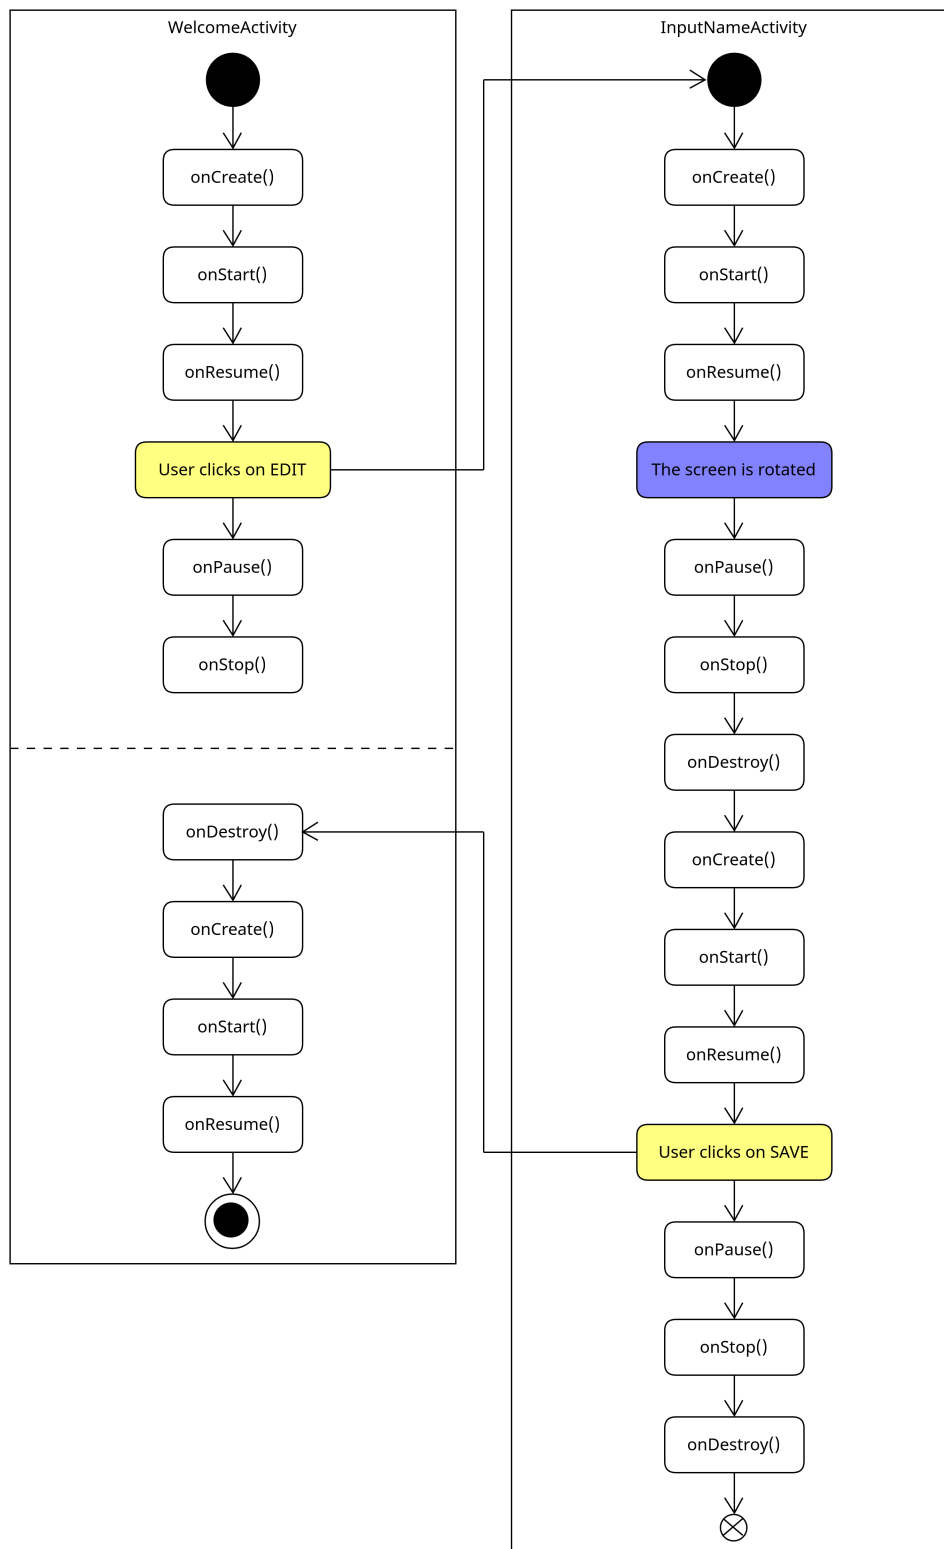 WelcomeActivity
onCreate()
onStart()
onResume()
User clicks on EDIT
onPause()
onStop()
onDestroy()
onCreate()
onStart()
onResume()
InputNameActivity
onCreate()
onStart()
onResume()
The screen is rotated
onPause()
onStop()
onDestroy()
onCreate()
onStart()
onResume()
User clicks on SAVE
onPause()
onStop()
onDestroy()